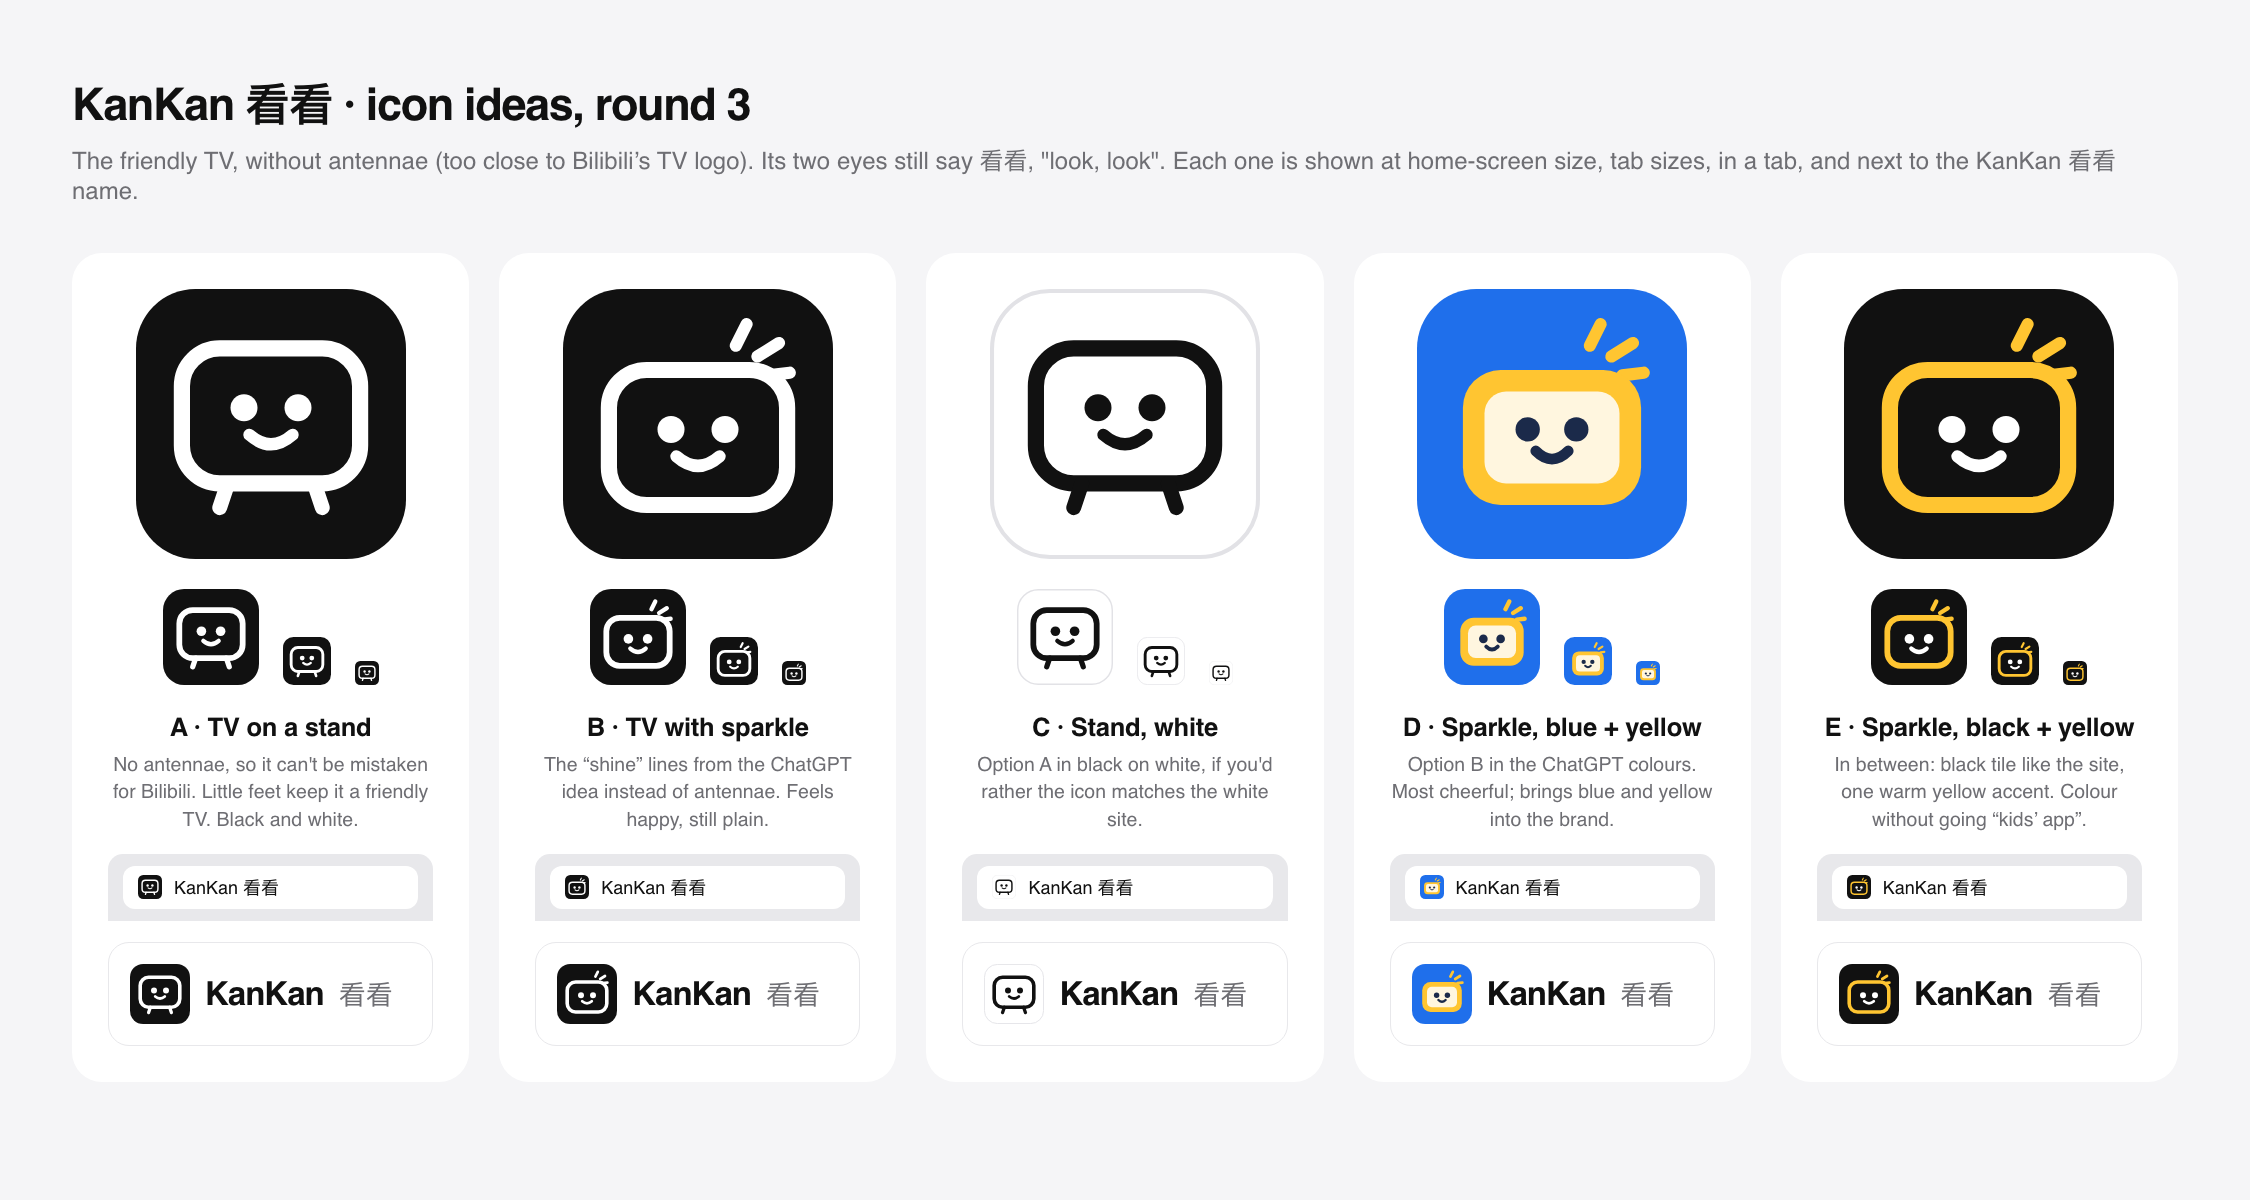 KanKan 看看 · icon ideas, round 3
The friendly TV, without antennae (too close to Bilibili’s TV logo). Its two eyes still say 看看, "look, look". Each one is shown at home-screen size, tab sizes, in a tab, and next to the KanKan 看看
name.
A · TV on a stand
No antennae, so it can't be mistaken
for Bilibili. Little feet keep it a friendly
TV. Black and white.
KanKan 看看
KanKan 看看
B · TV with sparkle
The “shine” lines from the ChatGPT
idea instead of antennae. Feels
happy, still plain.
KanKan 看看
KanKan 看看
C · Stand, white
Option A in black on white, if you'd
rather the icon matches the white
site.
KanKan 看看
KanKan 看看
D · Sparkle, blue + yellow
Option B in the ChatGPT colours.
Most cheerful; brings blue and yellow
into the brand.
KanKan 看看
KanKan 看看
E · Sparkle, black + yellow
In between: black tile like the site,
one warm yellow accent. Colour
without going “kids’ app”.
KanKan 看看
KanKan 看看